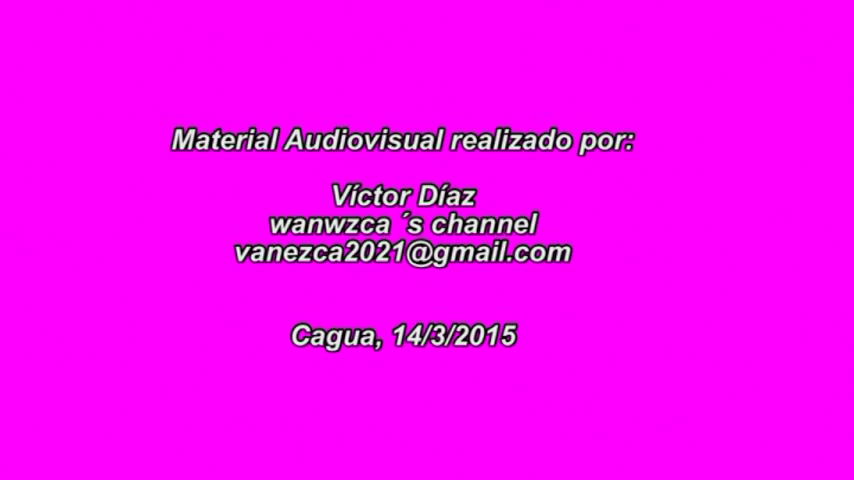 Material Audiovisual realizado por:
Víctor Díaz
wanwzca ´s channel
vanezca2021@gmail.com
Cagua, 14/3/2015